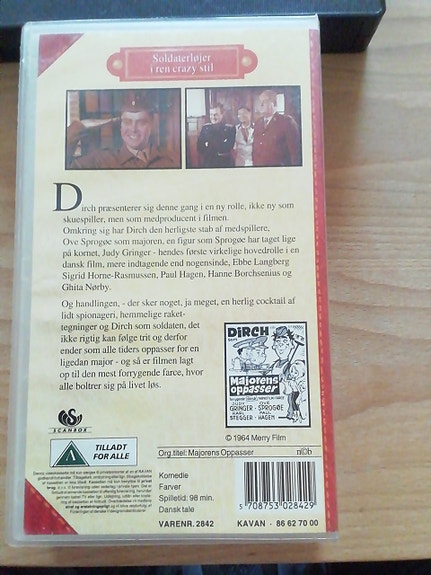 Soldaterløjer
i ren crazy stil
Dirch præsenterer sig denne gang i en ny rolle, ikke ny som
skuespiller, men som medproducent i filmen.
Omkring sig har Dirch den herligste stab af medspillere,
Ove Sprogøe som majoren, en figur som Sprogøe har taget lige
på kornet, Judy Gringer - hendes første virkelige hovedrolle i en
dansk film, mere indtagende end nogensinde, Ebbe Langberg
Sigrid Horne-Rasmussen, Paul Hagen, Hanne Borchsenius og
Ghita Nørby.
Og handlingen, - der sker noget, ja meget, en herlig cocktail af
lidt spionageri, hemmelige raket-
tegninger og Dirch som soldaten, det
ikke rigtig kan følge trit og derfor
ender som alle tiders oppasser for en
ligedan major - og så er filmen lagt
op til den mest forrygende farce, hvor
alle boltrer sig på livet løs.
DIRCH
Majorens
oppasser
JUDY
GRINGER
OVE
SPROGØE
KARL
STEGGER
PAUL
HAGEN
© 1964 Merry Film
SCANBOX
A
TILLADT
FOR ALLE
Org.titel: Majorens Oppasser
ncb
Komedie
Farver
Spilletid: 98 min.
Dansk tale
VARENR. 2842
5 708753 028429
KAVAN - 86 62 70 00